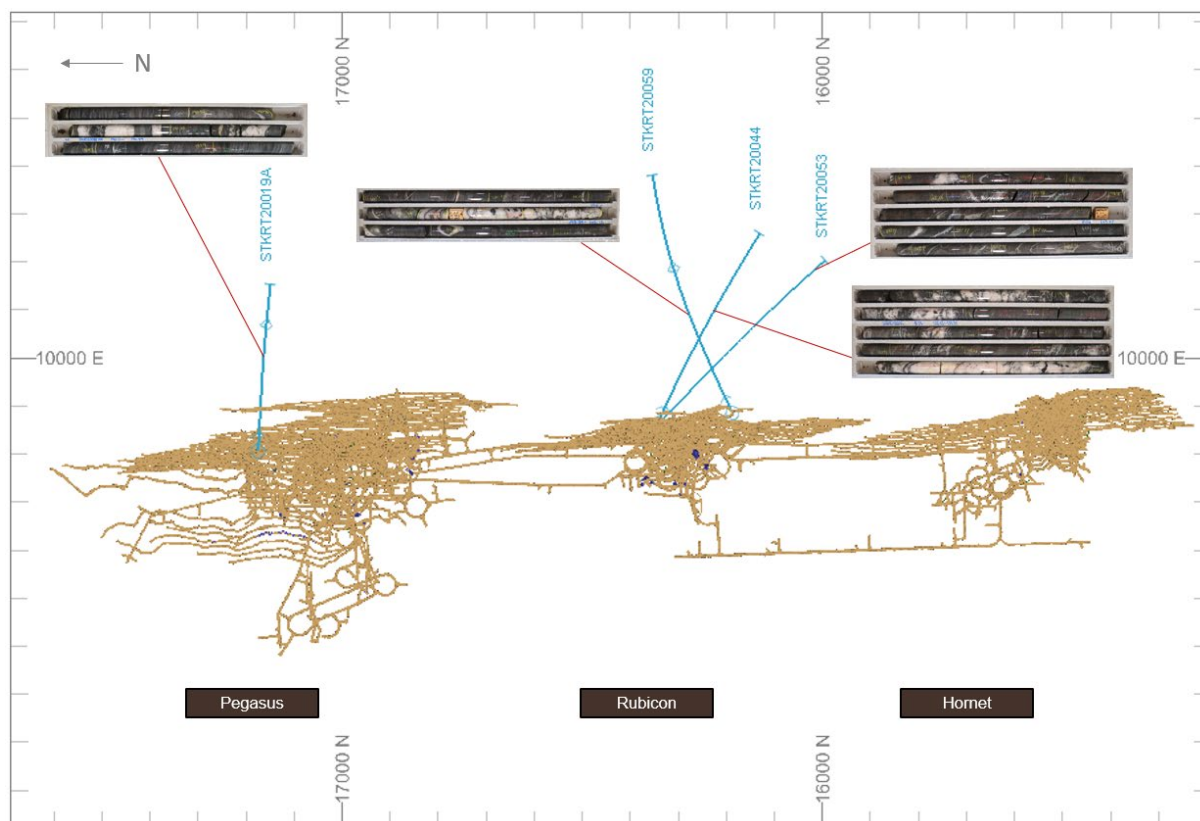 17000 N
16000 N
N
STKRT20059
STKRT20044
STKRT20053
STKRT20019A
10000 E
10000 E
Pegasus
Rubicon
Hornet
17000 N
16000 N